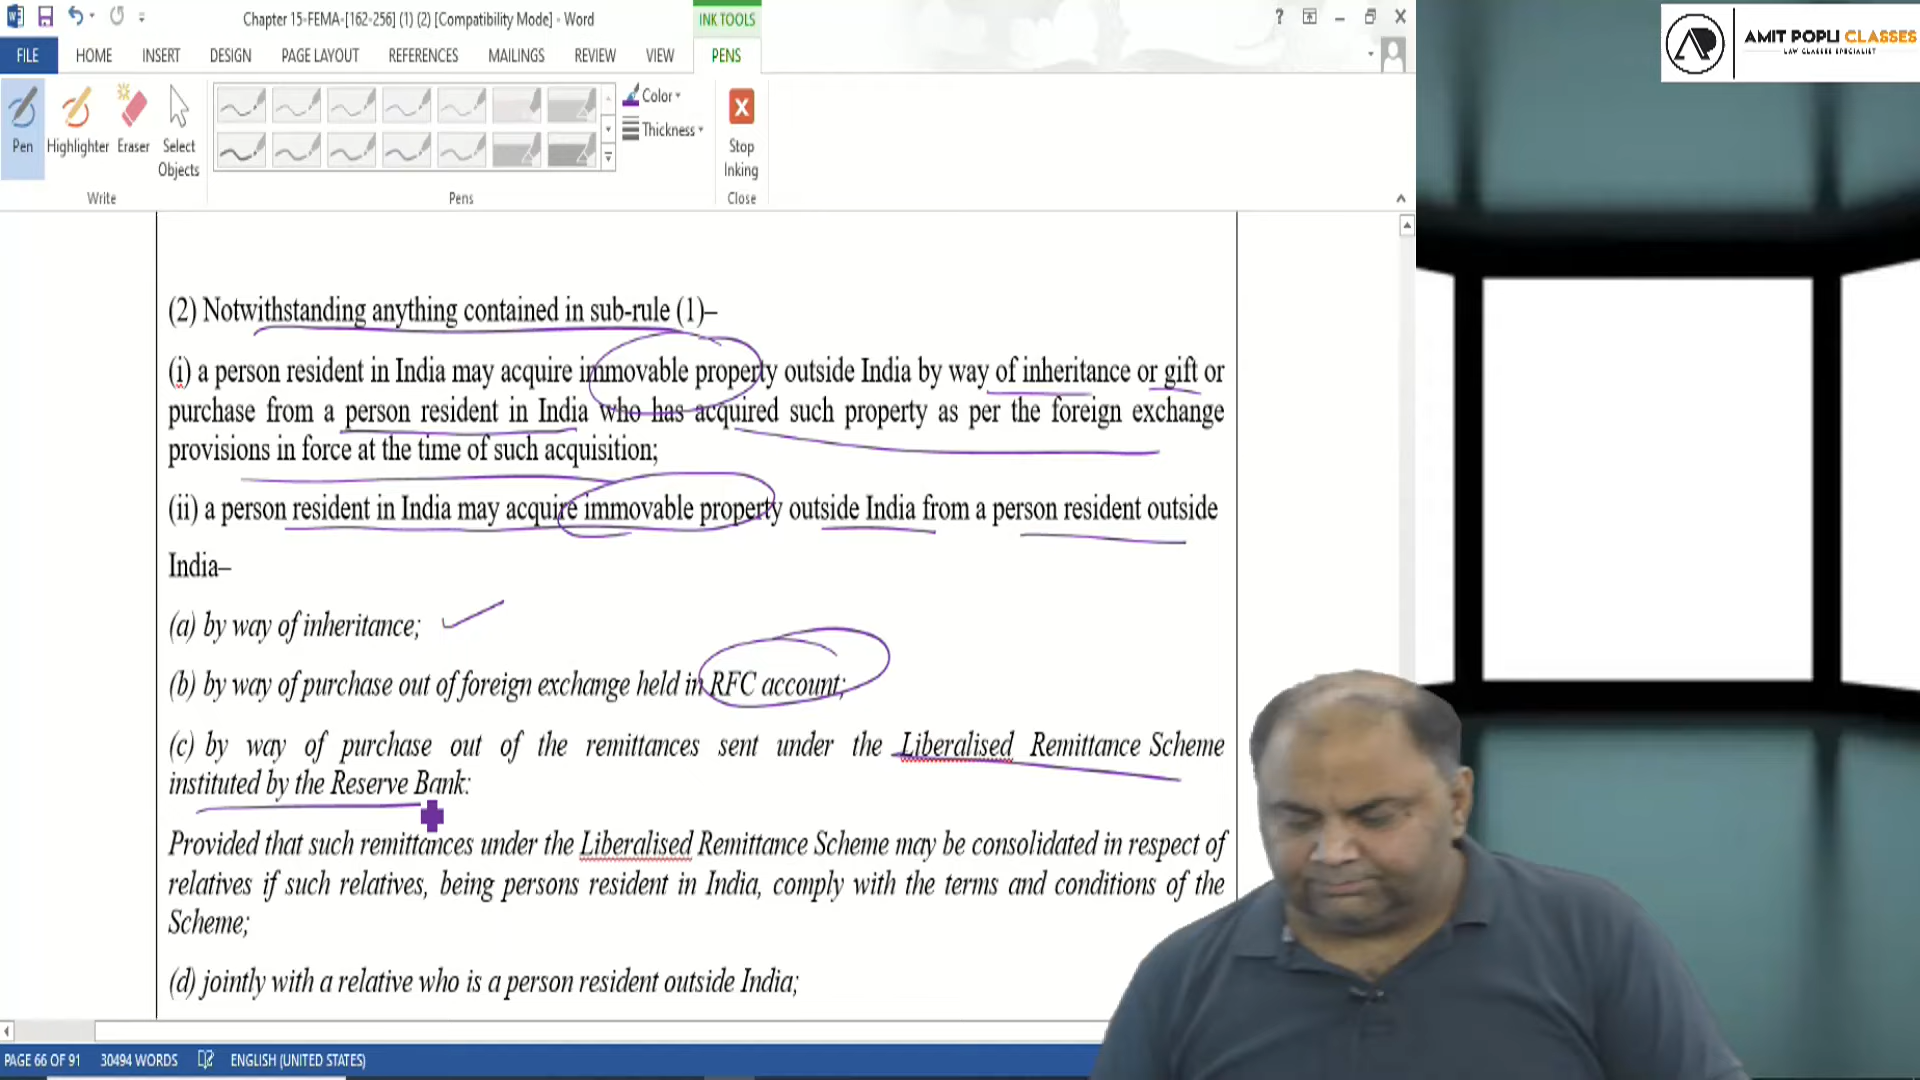 Chapter 15-FEMA-[162-256] (1) (2) [Compatibility Mode] - Word
INK TOOLS
FILE HOME INSERT DESIGN PAGE LAYOUT REFERENCES MAILINGS REVIEW VIEW PENS
AMIT POPLI CLASSES
LAW CLASSES SPECIALIST
Color
Thickness
Pen Highlighter Eraser Select Objects
Stop Inking
Write Pens Close
(2) Notwithstanding anything contained in sub-rule (1)–
(i) a person resident in India may acquire immovable property outside India by way of inheritance or gift or
purchase from a person resident in India who has acquired such property as per the foreign exchange
provisions in force at the time of such acquisition;
(ii) a person resident in India may acquire immovable property outside India from a person resident outside
India–
(a) by way of inheritance;
(b) by way of purchase out of foreign exchange held in RFC account;
(c) by way of purchase out of the remittances sent under the Liberalised Remittance Scheme
instituted by the Reserve Bank:
Provided that such remittances under the Liberalised Remittance Scheme may be consolidated in respect of
relatives if such relatives, being persons resident in India, comply with the terms and conditions of the
Scheme;
(d) jointly with a relative who is a person resident outside India;
PAGE 66 OF 91 30494 WORDS ENGLISH (UNITED STATES)